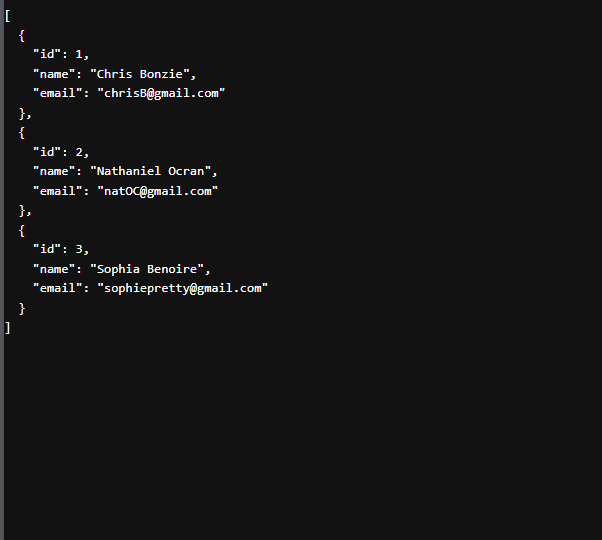 [
  {
    "id": 1,
    "name": "Chris Bonzie",
    "email": "chrisB@gmail.com"
  },
  {
    "id": 2,
    "name": "Nathaniel Ocran",
    "email": "natOC@gmail.com"
  },
  {
    "id": 3,
    "name": "Sophia Benoire",
    "email": "sophiepretty@gmail.com"
  }
]